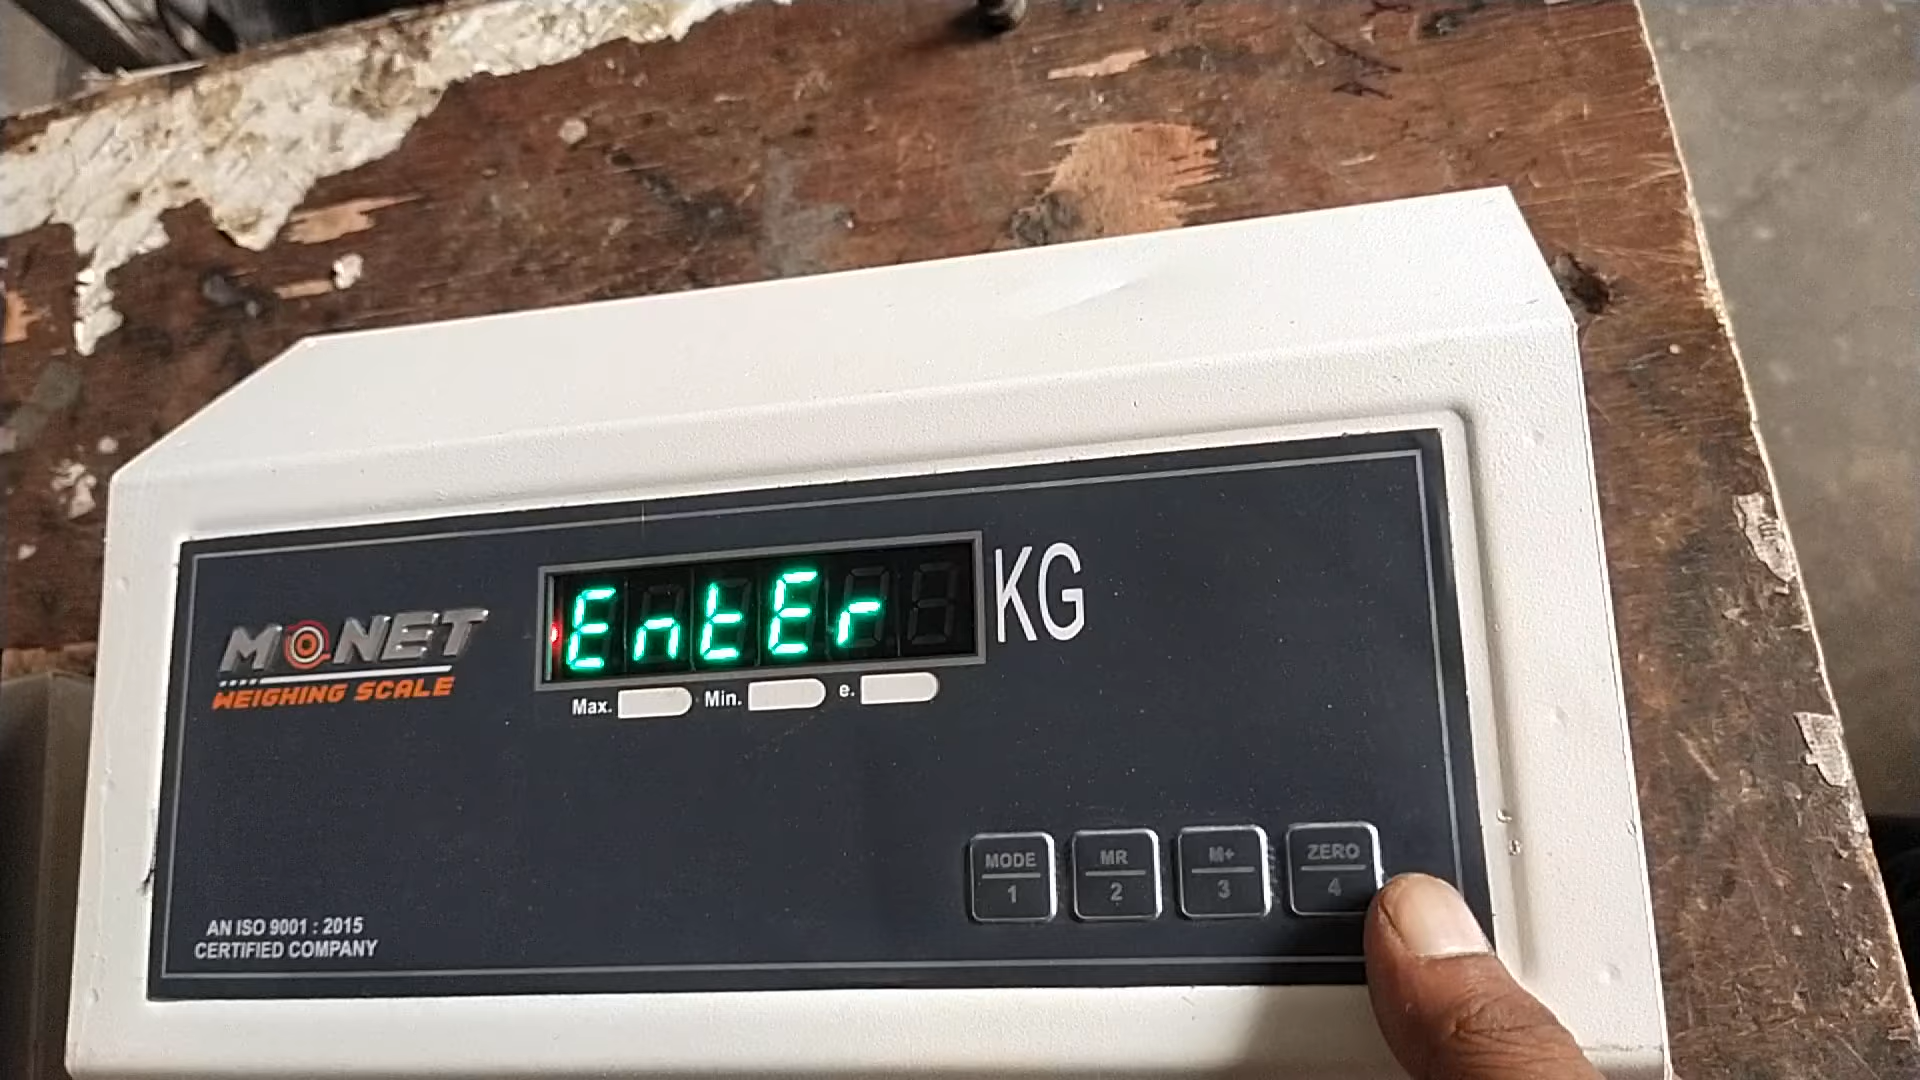 EntEr
KG
MONET
WEIGHING SCALE
Max.
Min.
e.
MODE
1
MR
2
M+
3
ZERO
4
AN ISO 9001 : 2015
CERTIFIED COMPANY